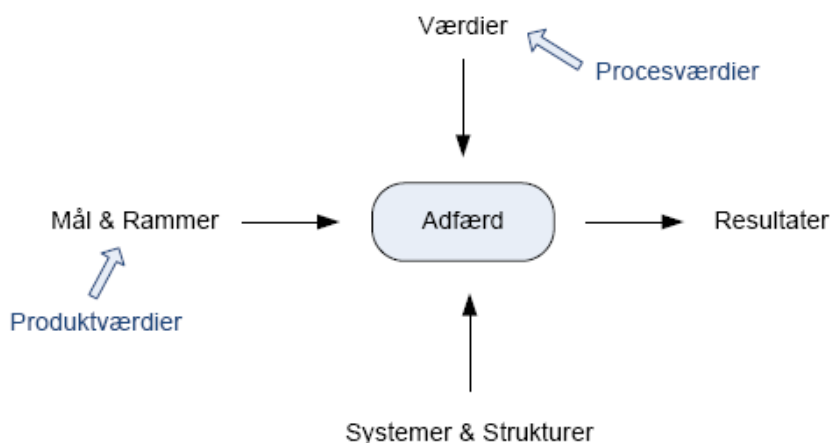 Værdier
Procesværdier
Mål & Rammer
Adfærd
Resultater
Produktværdier
Systemer & Strukturer